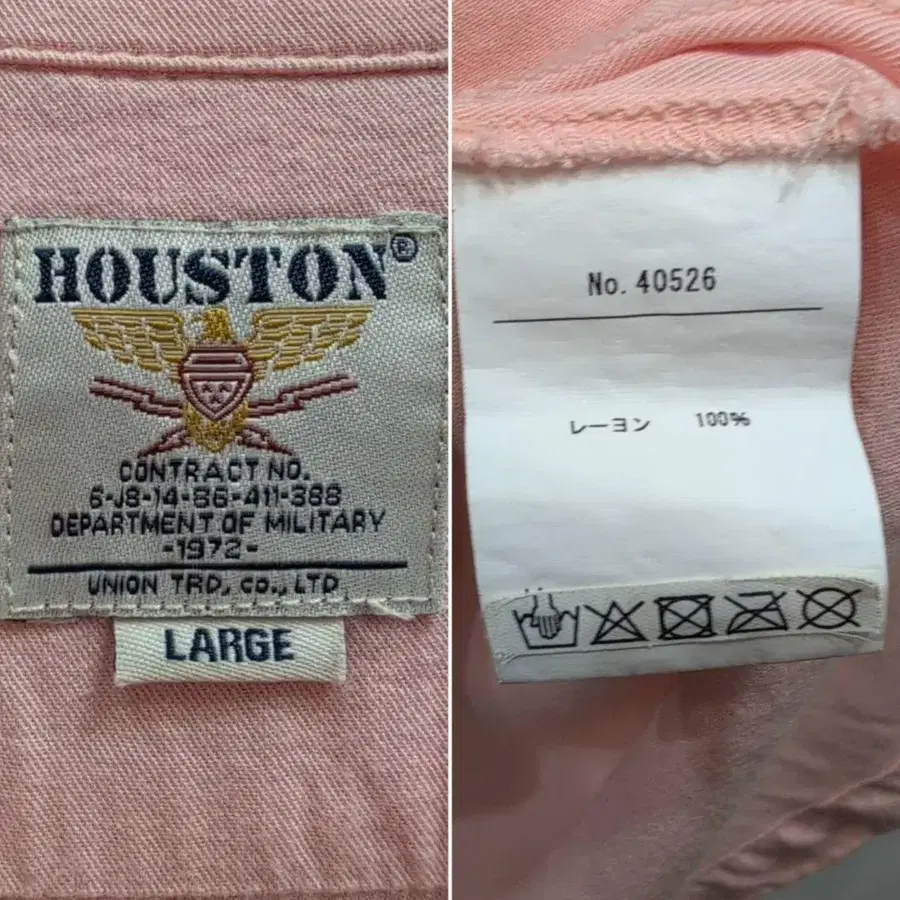 HOUSTON®
CONTRACT NO.
6-J8-14-86-411-388
DEPARTMENT OF MILITARY
-1972-
UNION TRD, co., LTD
LARGE
No. 40526
レーヨン 100%